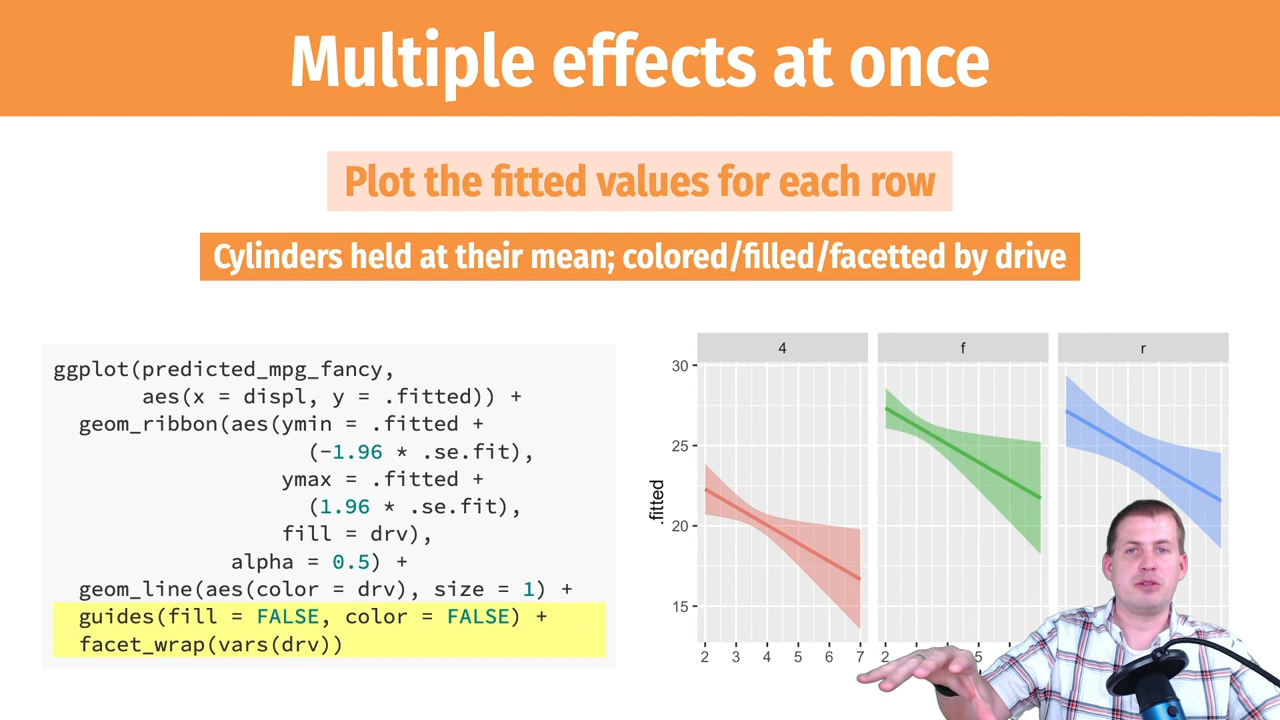 Multiple effects at once
Plot the fitted values for each row
Cylinders held at their mean; colored/filled/facetted by drive
ggplot(predicted_mpg_fancy,
aes(x = displ, y = .fitted)) +
geom_ribbon(aes(ymin = .fitted +
(-1.96 * .se.fit),
ymax = .fitted +
(1.96 * .se.fit),
fill = drv),
alpha = 0.5) +
geom_line(aes(color = drv), size = 1) +
guides(fill = FALSE, color = FALSE) +
facet_wrap(vars(drv))
4 f r
30
25
20
15
.fitted
2 3 4 5 6 7 2 5